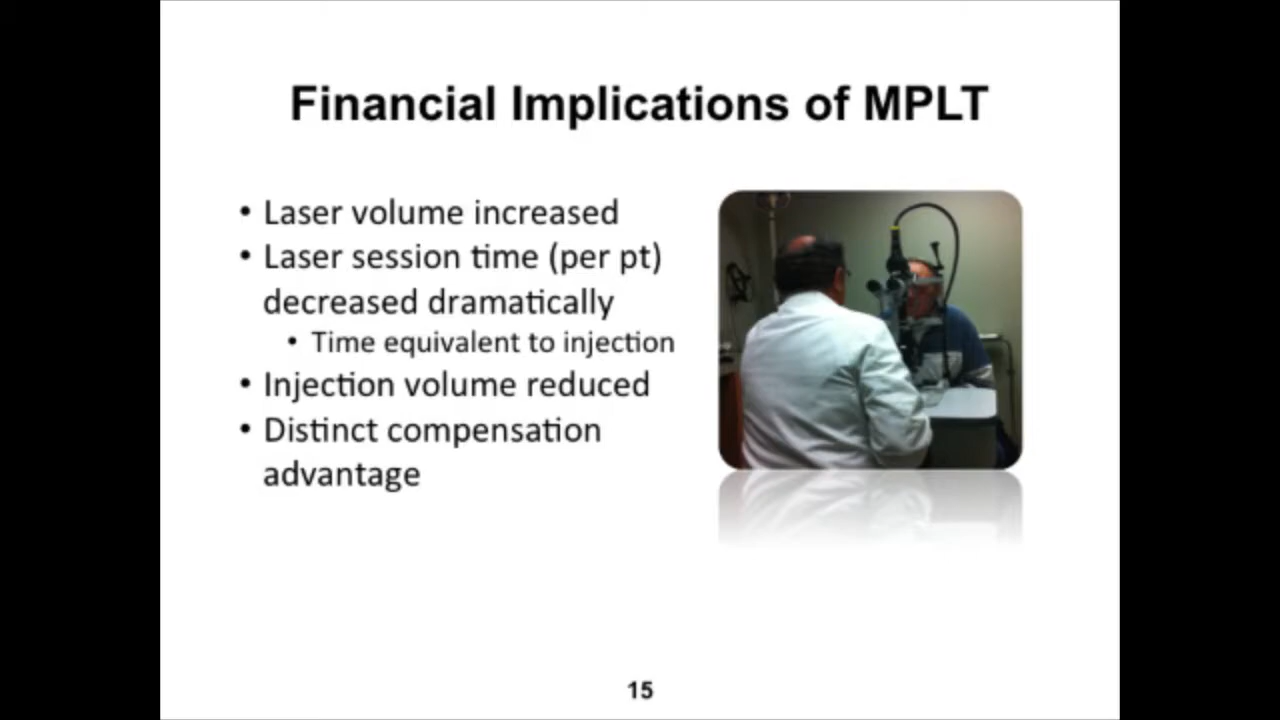 Financial Implications of MPLT
• Laser volume increased
• Laser session time (per pt)
decreased dramatically
• Time equivalent to injection
• Injection volume reduced
• Distinct compensation
advantage
15